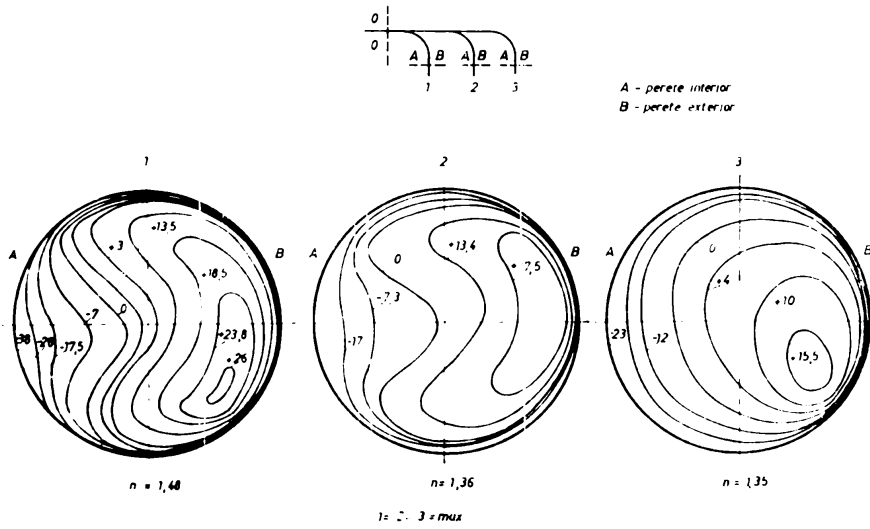 0
0
A B A B A B
1 2 3
A - perete interior
B - perete exterior
1 2 3
A B
+3 +13,5
+18,5
0
-7
-38 -28 -17,5
+23,8
+26
A B
0 +13,4
+7,5
-7,3
-17
A B
0
+4
+10
-23 -12
+15,5
n = 1,48 n = 1,36 n = 1,35